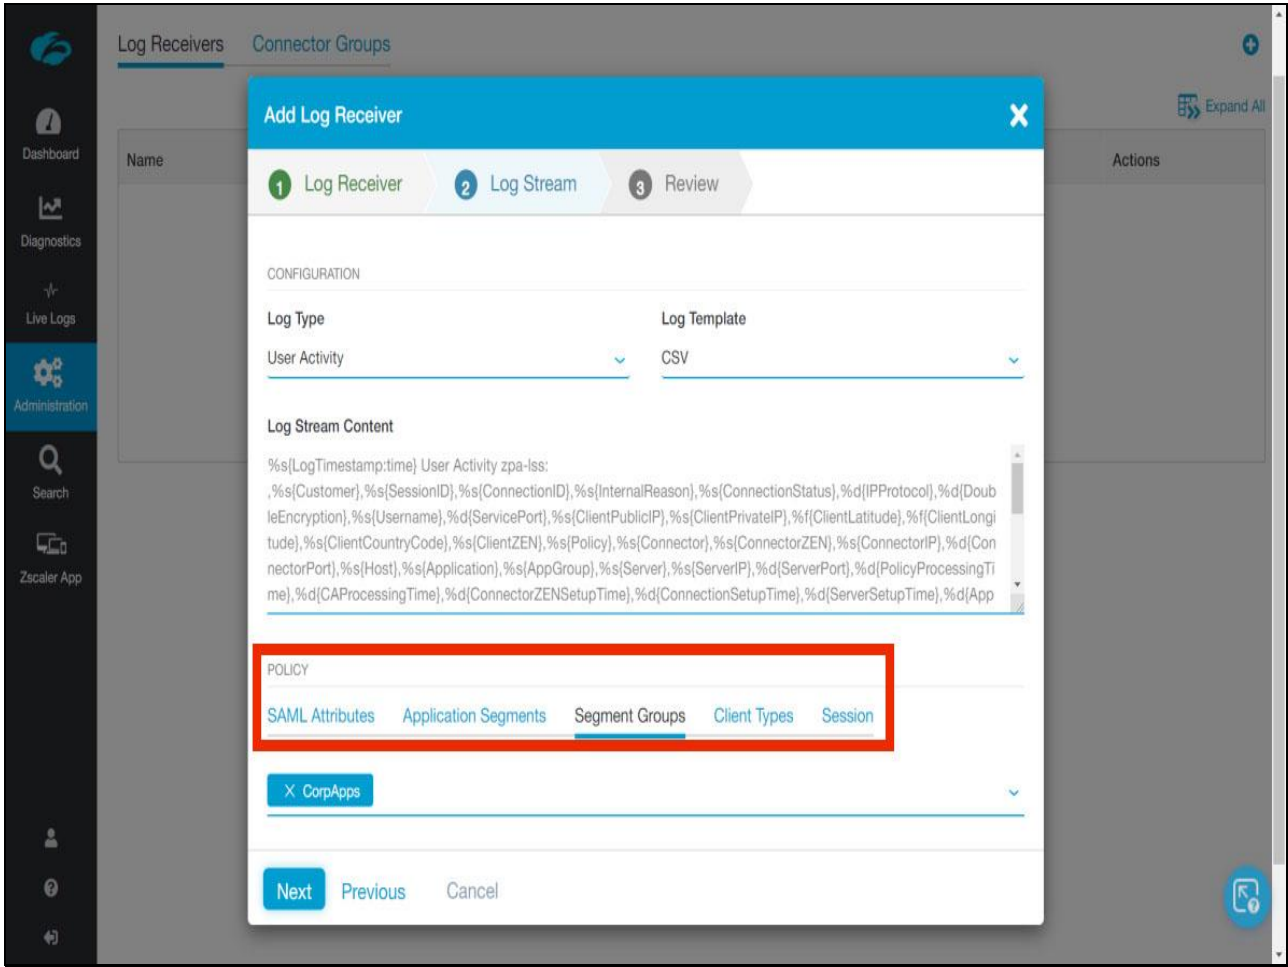 Log Receivers Connector Groups
Expand All
Dashboard
Diagnostics
Live Logs
Administration
Search
Zscaler App
Name Actions
Add Log Receiver
1 Log Receiver 2 Log Stream 3 Review
CONFIGURATION
Log Type Log Template
User Activity CSV
Log Stream Content
%s{LogTimestamp:time} User Activity zpa-lss:
,%s{Customer},%s{SessionID},%s{ConnectionID},%s{InternalReason},%s{ConnectionStatus},%d{IPProtocol},%d{Doub
leEncryption},%s{Username},%d{ServicePort},%s{ClientPublicIP},%s{ClientPrivateIP},%f{ClientLatitude},%f{ClientLongi
tude},%s{ClientCountryCode},%s{ClientZEN},%s{Policy},%s{Connector},%s{ConnectorZEN},%s{ConnectorIP},%d{Con
nectorPort},%s{Host},%s{Application},%s{AppGroup},%s{Server},%s{ServerIP},%d{ServerPort},%d{PolicyProcessingTi
me},%d{CAProcessingTime},%d{ConnectorZENSetupTime},%d{ConnectionSetupTime},%d{ServerSetupTime},%d{App
POLICY
SAML Attributes Application Segments Segment Groups Client Types Session
X CorpApps
Next Previous Cancel